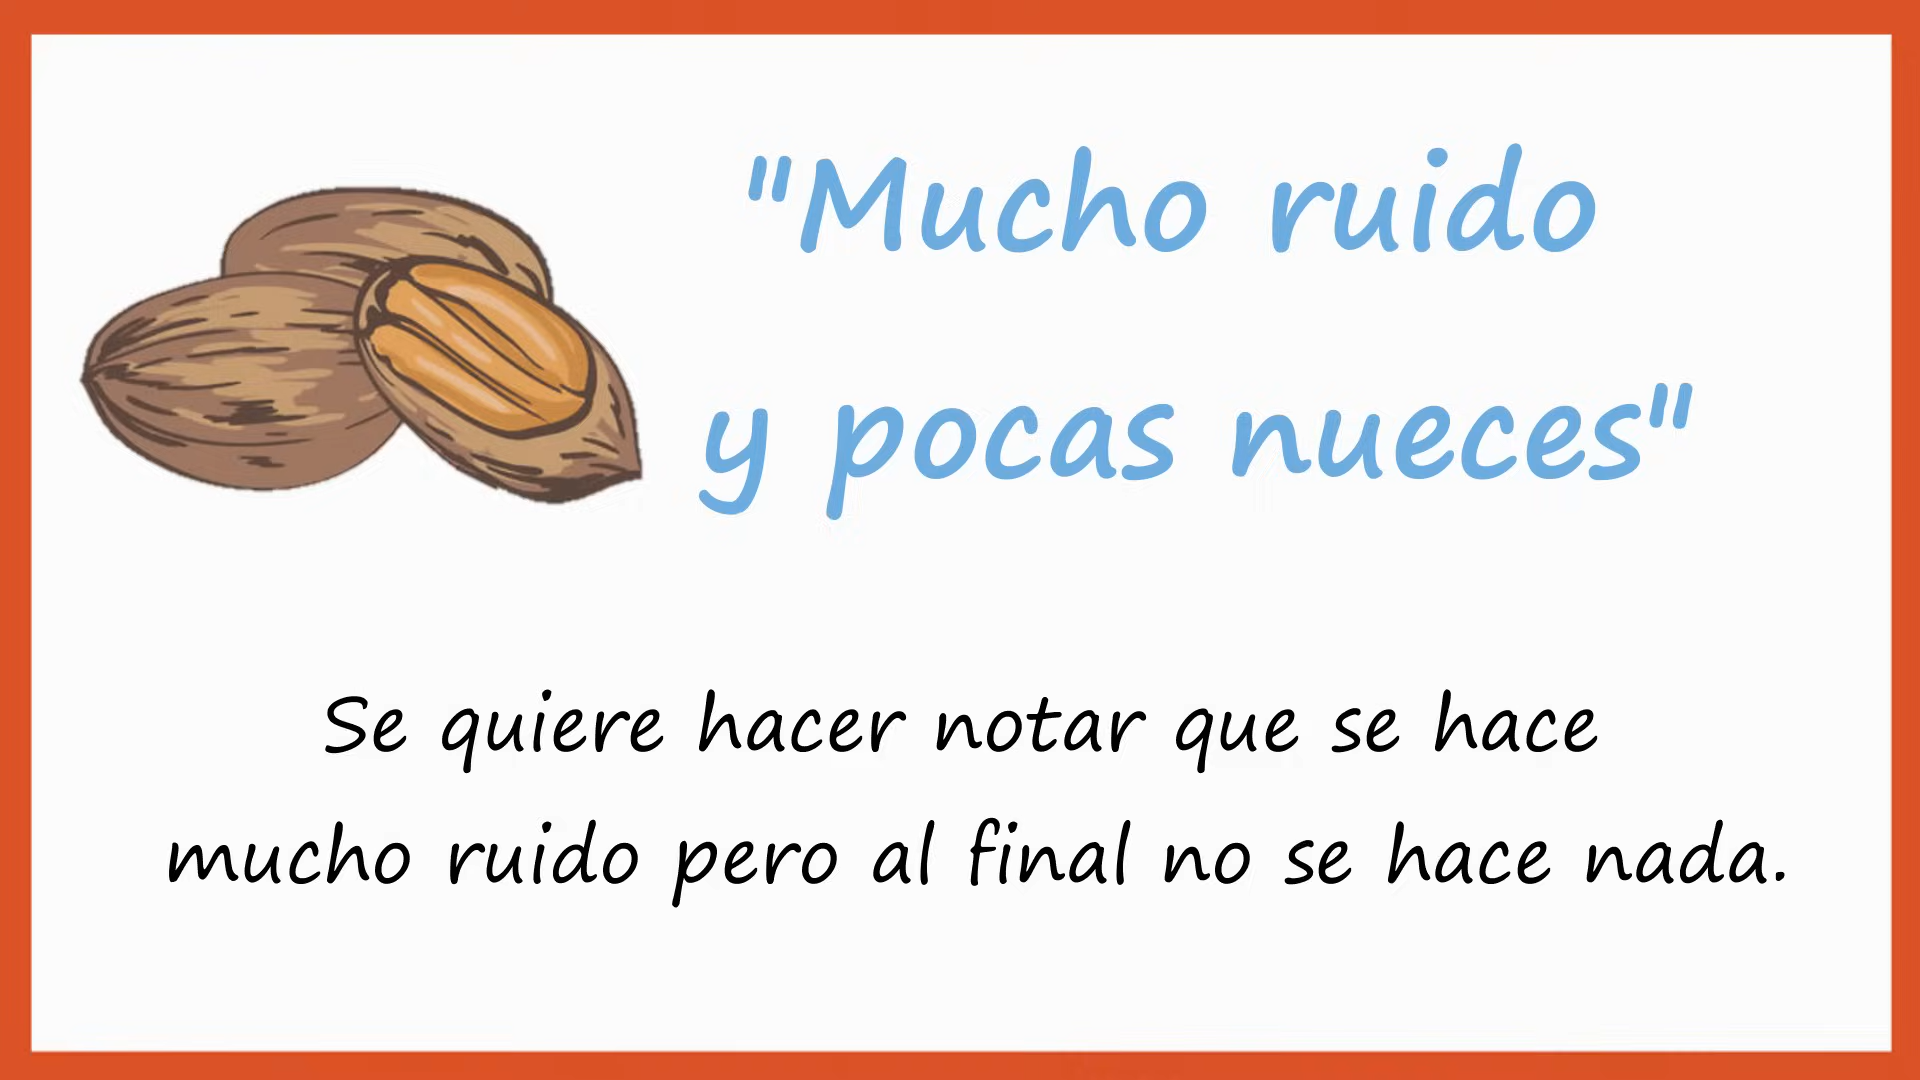 "Mucho ruido
y pocas nueces"
Se quiere hacer notar que se hace
mucho ruido pero al final no se hace nada.